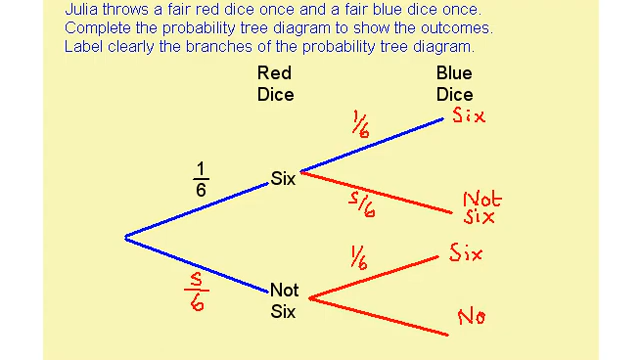 Julia throws a fair red dice once and a fair blue dice once.
Complete the probability tree diagram to show the outcomes.
Label clearly the branches of the probability tree diagram.
Red Dice
Blue Dice
1/6
Six
1/6
Six
5/6
Not
Six
5/6
Not
Six
1/6
Six
No